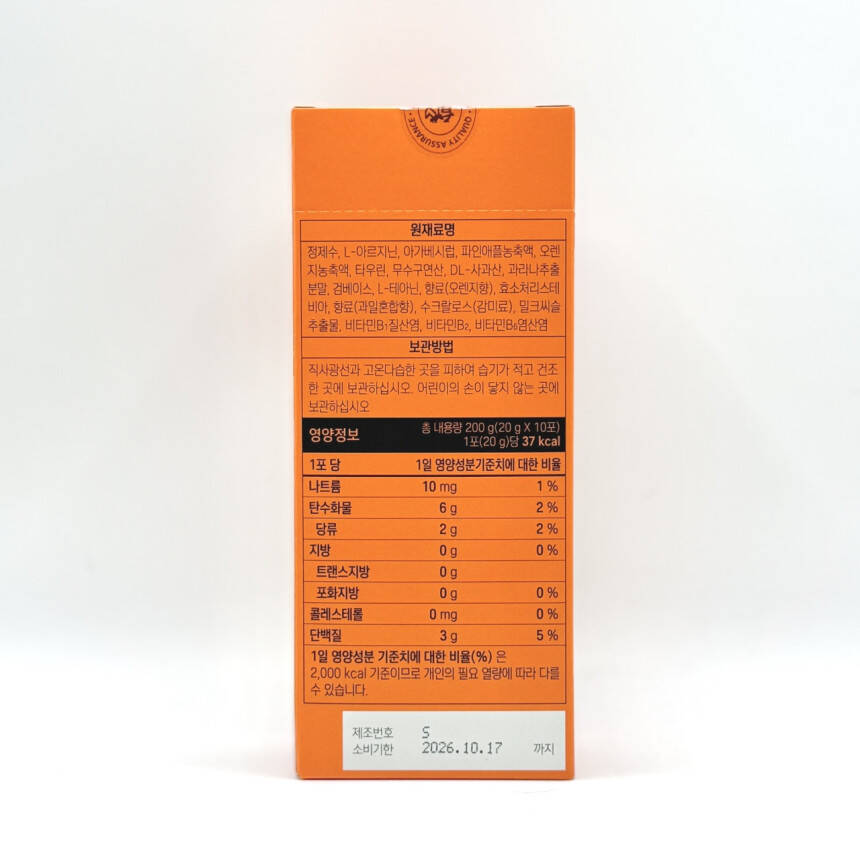 QUALITY ASSURANCE
원재료명
정제수, L-아르지닌, 아가베시럽, 파인애플농축액, 오렌
지농축액, 타우린, 무수구연산, DL-사과산, 과라나추출
분말, 검베이스, L-테아닌, 향료(오렌지향), 효소처리스테
비아, 향료(과일혼합향), 수크랄로스(감미료), 밀크씨슬
추출물, 비타민B₁질산염, 비타민B₂, 비타민B₆염산염
보관방법
직사광선과 고온다습한 곳을 피하여 습기가 적고 건조
한 곳에 보관하십시오. 어린이의 손이 닿지 않는 곳에
보관하십시오
영양정보 총 내용량 200 g(20 g X 10포)
1포(20 g)당 37 kcal
1포 당 1일 영양성분기준치에 대한 비율
나트륨 10 mg 1 %
탄수화물 6 g 2 %
당류 2 g 2 %
지방 0 g 0 %
트랜스지방 0 g
포화지방 0 g 0 %
콜레스테롤 0 mg 0 %
단백질 3 g 5 %
1일 영양성분 기준치에 대한 비율(%) 은
2,000 kcal 기준이므로 개인의 필요 열량에 따라 다를
수 있습니다.
제조번호 S
소비기한 2026.10.17 까지